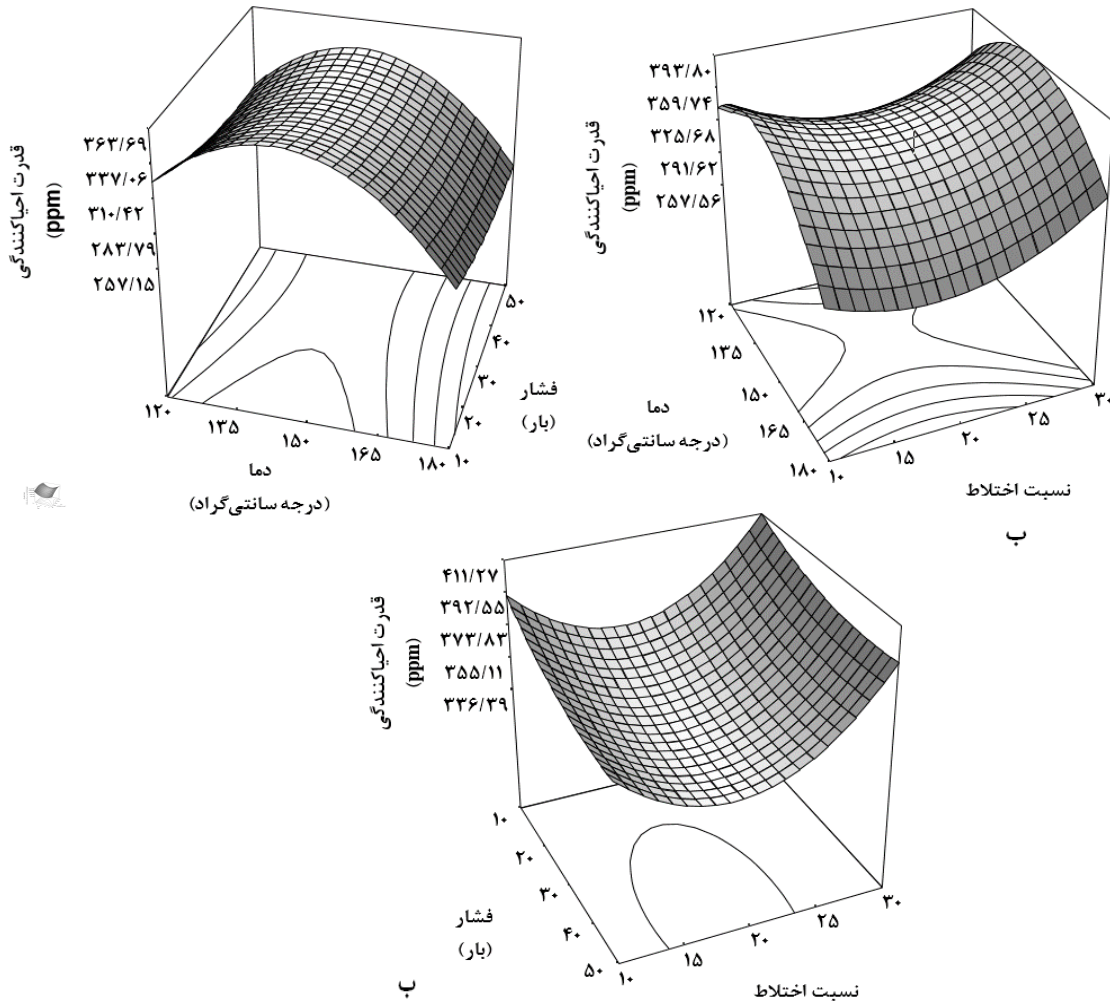 ۳۶۳/۶۹
۳۳۷/۰۶
۳۱۰/۴۲
۲۸۳/۷۹
۲۵۷/۱۵
قدرت احیاکنندگی
(ppm)
۱۲۰
۱۳۵
۱۵۰
۱۶۵
۱۸۰
دما
(درجه سانتی‌گراد)
۱۰
۲۰
۳۰
۴۰
۵۰
فشار
(بار)
۳۹۳/۸۰
۳۵۹/۷۴
۳۲۵/۶۸
۲۹۱/۶۲
۲۵۷/۵۶
قدرت احیاکنندگی
(ppm)
۱۲۰
۱۳۵
۱۵۰
۱۶۵
۱۸۰
دما
(درجه سانتی‌گراد)
۱۰
۱۵
۲۰
۲۵
۳۰
نسبت اختلاط
ب
۴۱۱/۲۷
۳۹۲/۵۵
۳۷۳/۸۳
۳۵۵/۱۱
۳۳۶/۳۹
قدرت احیاکنندگی
(ppm)
۱۰
۲۰
۳۰
۴۰
۵۰
فشار
(بار)
۱۰
۱۵
۲۰
۲۵
۳۰
نسبت اختلاط
ب